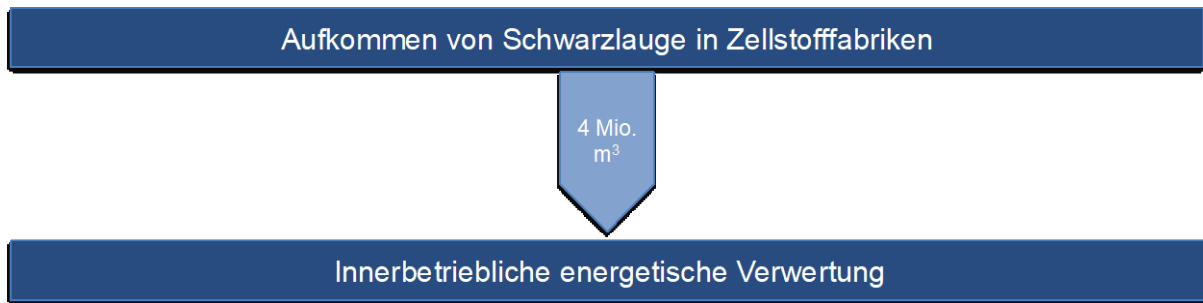 Aufkommen von Schwarzlauge in Zellstofffabriken
4 Mio.
m³
Innerbetriebliche energetische Verwertung